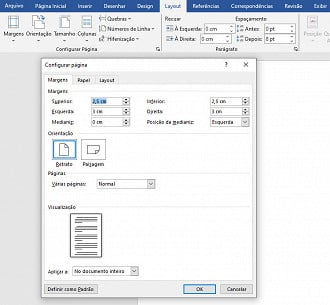 Arquivo Página Inicial Inserir Desenhar Design Layout Referências Correspondências Revisão
Margens Orientação Tamanho Colunas
Quebras
Números de Linha
Hifenização
Configurar Página
Recuar
À Esquerda: 0 cm
À Direita: 0 cm
Espaçamento
Antes: 0 pt
Depois: 8 pt
Parágrafo
Posição
Configurar página
Margens Papel Layout
Margens
Superior: 2,5 cm Inferior: 2,5 cm
Esquerda: 3 cm Direita: 3 cm
Medianiz: 0 cm Posição da medianiz: Esquerda
Orientação
Retrato Paisagem
Páginas
Várias páginas: Normal
Visualização
Aplicar a: No documento inteiro
Definir como Padrão OK Cancelar